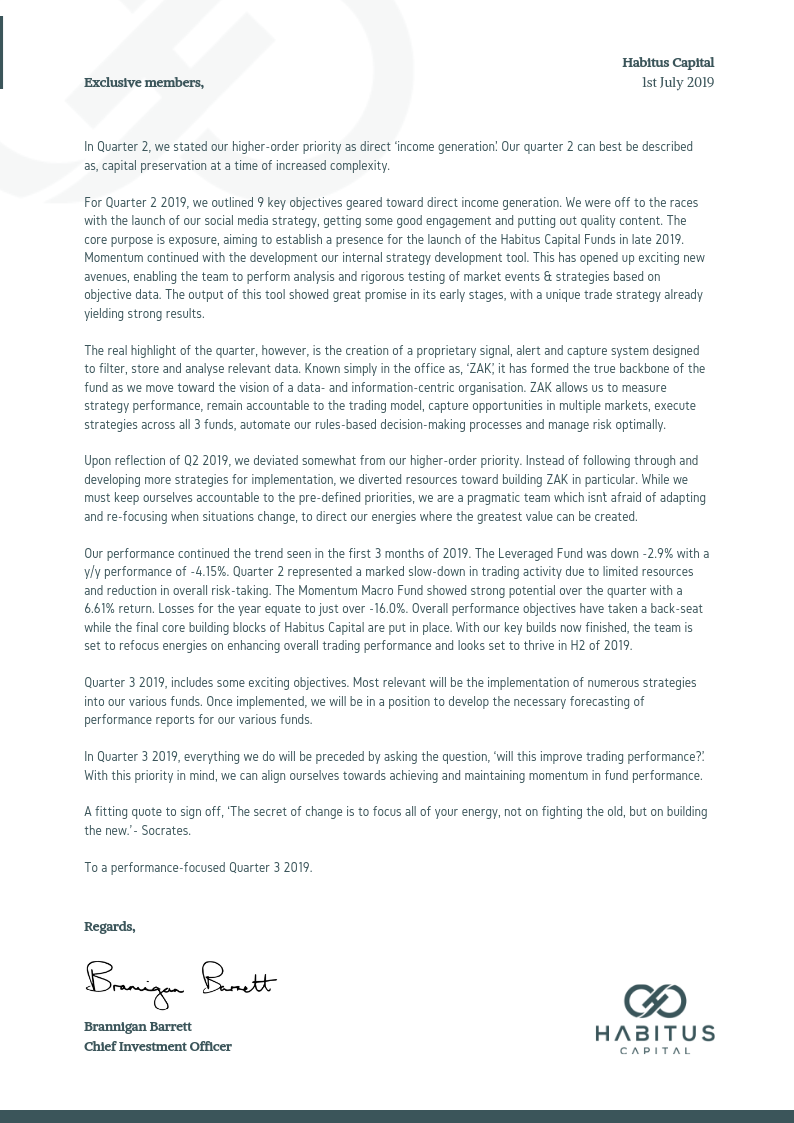 Habitus Capital
Exclusive members,
1st July 2019
In Quarter 2, we stated our higher-order priority as direct ‘income generation’. Our quarter 2 can best be described
as, capital preservation at a time of increased complexity.
For Quarter 2 2019, we outlined 9 key objectives geared toward direct income generation. We were off to the races
with the launch of our social media strategy, getting some good engagement and putting out quality content. The
core purpose is exposure, aiming to establish a presence for the launch of the Habitus Capital Funds in late 2019.
Momentum continued with the development our internal strategy development tool. This has opened up exciting new
avenues, enabling the team to perform analysis and rigorous testing of market events & strategies based on
objective data. The output of this tool showed great promise in its early stages, with a unique trade strategy already
yielding strong results.
The real highlight of the quarter, however, is the creation of a proprietary signal, alert and capture system designed
to filter, store and analyse relevant data. Known simply in the office as, ‘ZAK’, it has formed the true backbone of the
fund as we move toward the vision of a data- and information-centric organisation. ZAK allows us to measure
strategy performance, remain accountable to the trading model, capture opportunities in multiple markets, execute
strategies across all 3 funds, automate our rules-based decision-making processes and manage risk optimally.
Upon reflection of Q2 2019, we deviated somewhat from our higher-order priority. Instead of following through and
developing more strategies for implementation, we diverted resources toward building ZAK in particular. While we
must keep ourselves accountable to the pre-defined priorities, we are a pragmatic team which isn’t afraid of adapting
and re-focusing when situations change, to direct our energies where the greatest value can be created.
Our performance continued the trend seen in the first 3 months of 2019. The Leveraged Fund was down -2.9% with a
y/y performance of -4.15%. Quarter 2 represented a marked slow-down in trading activity due to limited resources
and reduction in overall risk-taking. The Momentum Macro Fund showed strong potential over the quarter with a
6.61% return. Losses for the year equate to just over -16.0%. Overall performance objectives have taken a back-seat
while the final core building blocks of Habitus Capital are put in place. With our key builds now finished, the team is
set to refocus energies on enhancing overall trading performance and looks set to thrive in H2 of 2019.
Quarter 3 2019, includes some exciting objectives. Most relevant will be the implementation of numerous strategies
into our various funds. Once implemented, we will be in a position to develop the necessary forecasting of
performance reports for our various funds.
In Quarter 3 2019, everything we do will be preceded by asking the question, ‘will this improve trading performance?’.
With this priority in mind, we can align ourselves towards achieving and maintaining momentum in fund performance.
A fitting quote to sign off, ‘The secret of change is to focus all of your energy, not on fighting the old, but on building
the new.’ - Socrates.
To a performance-focused Quarter 3 2019.
Regards,
Brannigan Barrett
Brannigan Barrett
Chief Investment Officer
HABITUS
CAPITAL